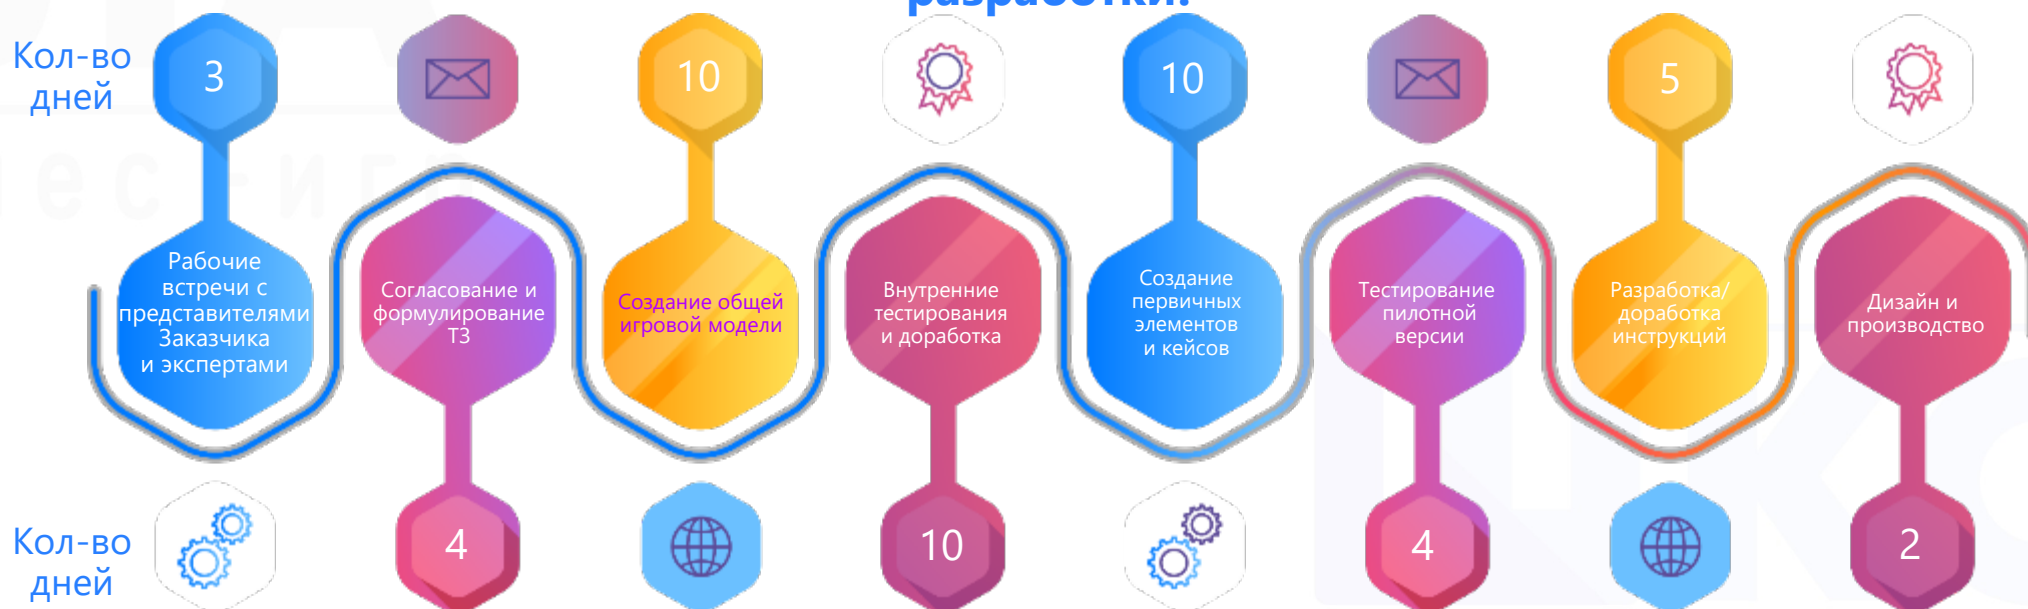 разработки:
Кол-во
дней
3
10
10
5
Рабочие
встречи с
представителями
Заказчика
и экспертами
Согласование и
формулирование
ТЗ
Создание общей
игровой модели
Внутренние
тестирования
и доработка
Создание
первичных
элементов
и кейсов
Тестирование
пилотной
версии
Разработка/
доработка
инструкций
Дизайн и
производство
Кол-во
дней
4
10
4
2